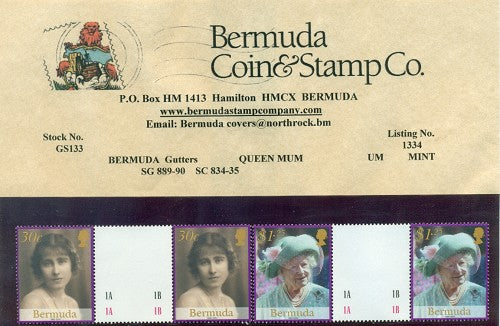 Bermuda
Coin & Stamp Co.
P.O. Box HM 1413 Hamilton HMCX BERMUDA
www.bermudastampcompany.com
Email: Bermuda covers@northrock.bm
Stock No. Listing No.
GS133 1334
BERMUDA Gutters QUEEN MUM UM MINT
SG 889-90 SC 834-35
30c 30c $1.25 $1.25
1A 1B 1A 1B
1A 1B 1A 1B
Bermuda Bermuda Bermuda Bermuda